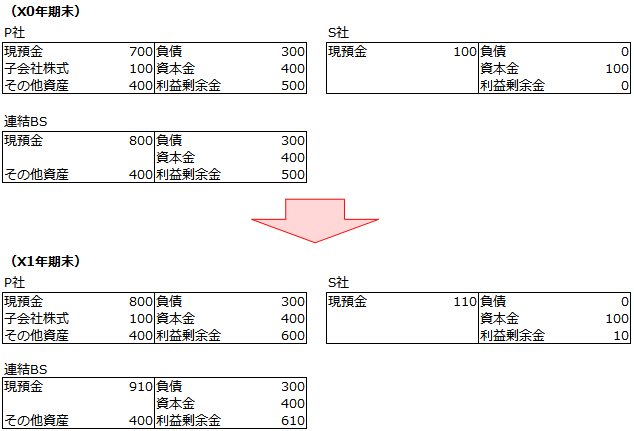 （X0年期末）
P社 S社
現預金 700 負債 300 現預金 100 負債 0
子会社株式 100 資本金 400 資本金 100
その他資産 400 利益剰余金 500 利益剰余金 0
連結BS
現預金 800 負債 300
資本金 400
その他資産 400 利益剰余金 500
（X1年期末）
P社 S社
現預金 800 負債 300 現預金 110 負債 0
子会社株式 100 資本金 400 資本金 100
その他資産 400 利益剰余金 600 利益剰余金 10
連結BS
現預金 910 負債 300
資本金 400
その他資産 400 利益剰余金 610